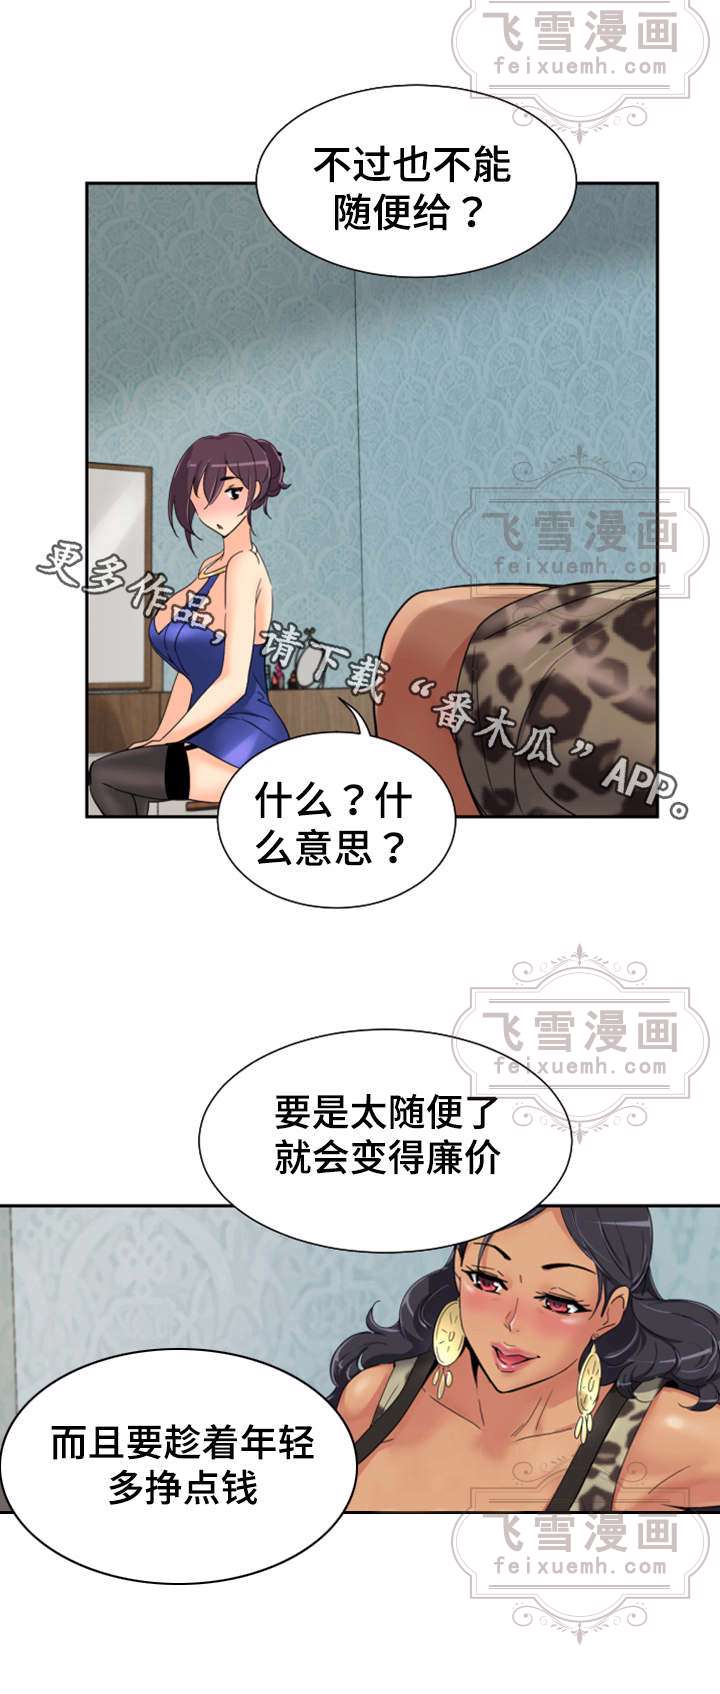 飞雪漫画
feixuemh.com
不过也不能
随便给？
飞雪漫画
feixuemh.com
更多作品，请下载“番木瓜”APP。
什么？什
么意思？
飞雪漫画
feixuemh.com
要是太随便了
就会变得廉价
而且要趁着年轻
多挣点钱
飞雪漫画
feixuemh.com